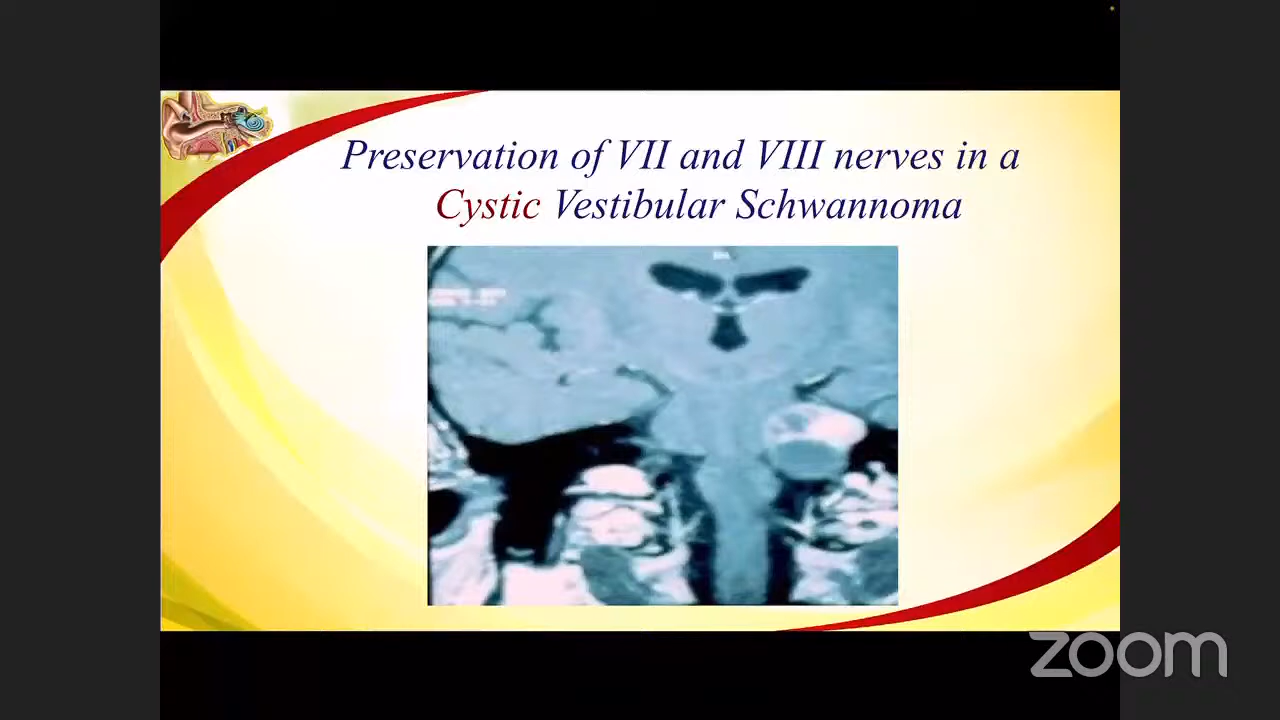 Preservation of VII and VIII nerves in a
Cystic Vestibular Schwannoma
zoom